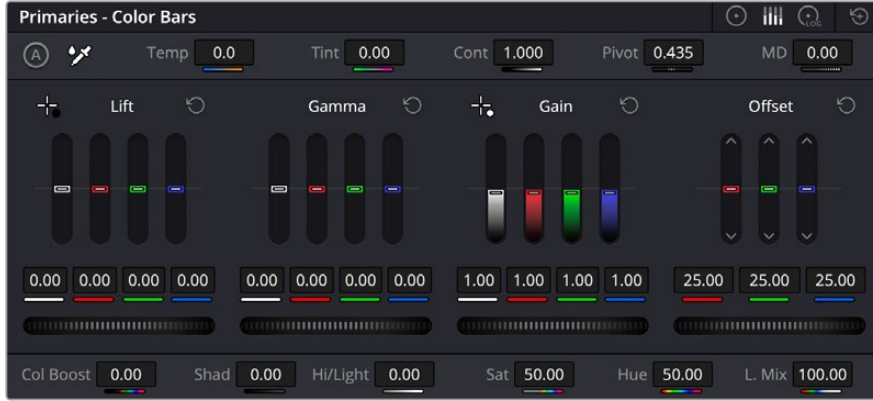 Primaries - Color Bars
LOG
A Temp 0.0 Tint 0.00 Cont 1.000 Pivot 0.435 MD 0.00
Lift Gamma Gain Offset
0.00 0.00 0.00 0.00 0.00 0.00 0.00 0.00 1.00 1.00 1.00 1.00 25.00 25.00 25.00
Col Boost 0.00 Shad 0.00 Hi/Light 0.00 Sat 50.00 Hue 50.00 L. Mix 100.00